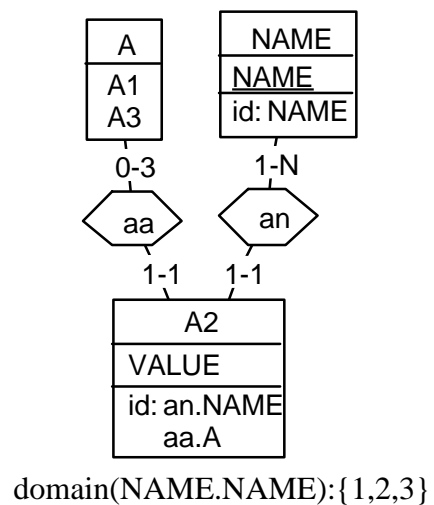 A
A1
A3
NAME
NAME
id: NAME
0-3
1-N
aa
an
1-1
1-1
A2
VALUE
id: an.NAME
aa.A
domain(NAME.NAME):{1,2,3}